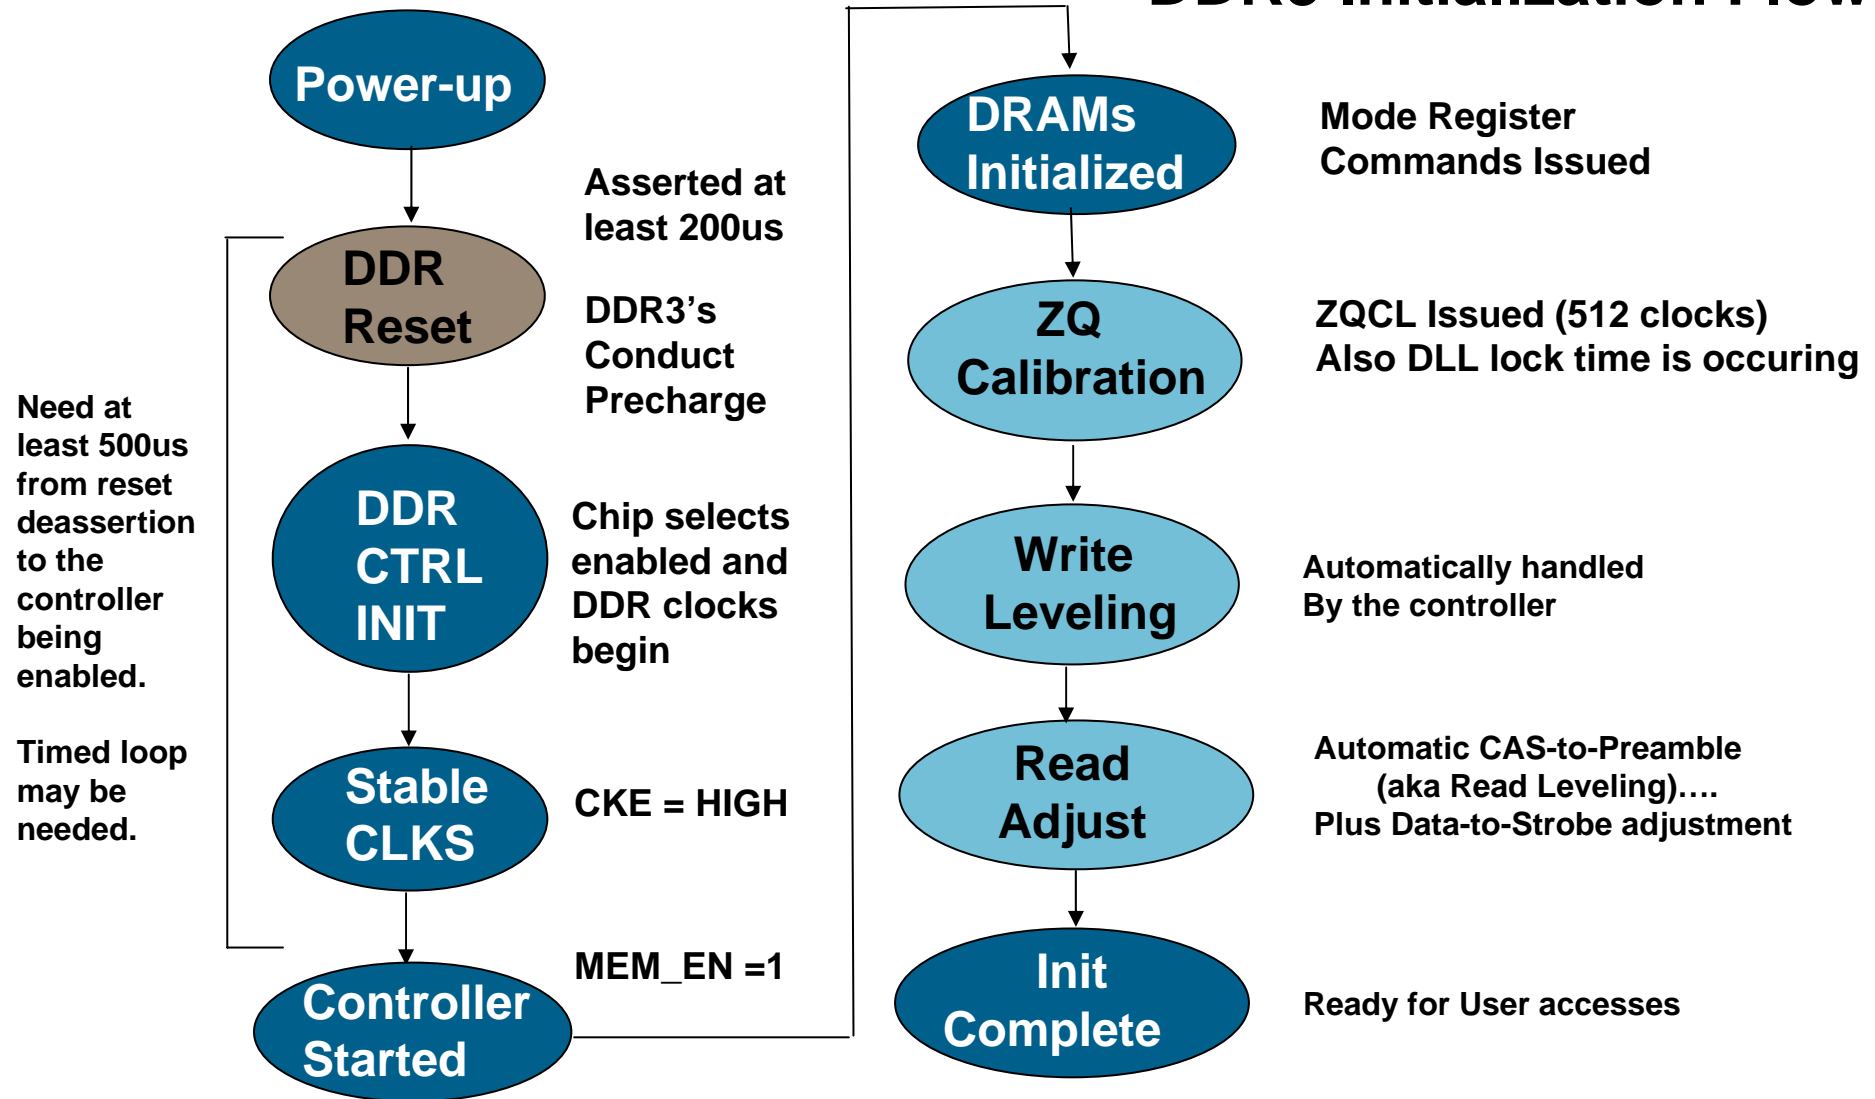 DDR3 Initialization Flow
Power-up
Asserted at
least 200us
DDR
Reset
DDR3's
Conduct
Precharge
Need at
least 500us
from reset
deassertion
to the
controller
being
enabled.
Timed loop
may be
needed.
DDR
CTRL
INIT
Chip selects
enabled and
DDR clocks
begin
Stable
CLKS
CKE = HIGH
MEM_EN =1
Controller
Started
DRAMs
Initialized
Mode Register
Commands Issued
ZQ
Calibration
ZQCL Issued (512 clocks)
Also DLL lock time is occuring
Write
Leveling
Automatically handled
By the controller
Read
Adjust
Automatic CAS-to-Preamble
(aka Read Leveling)....
Plus Data-to-Strobe adjustment
Init
Complete
Ready for User accesses